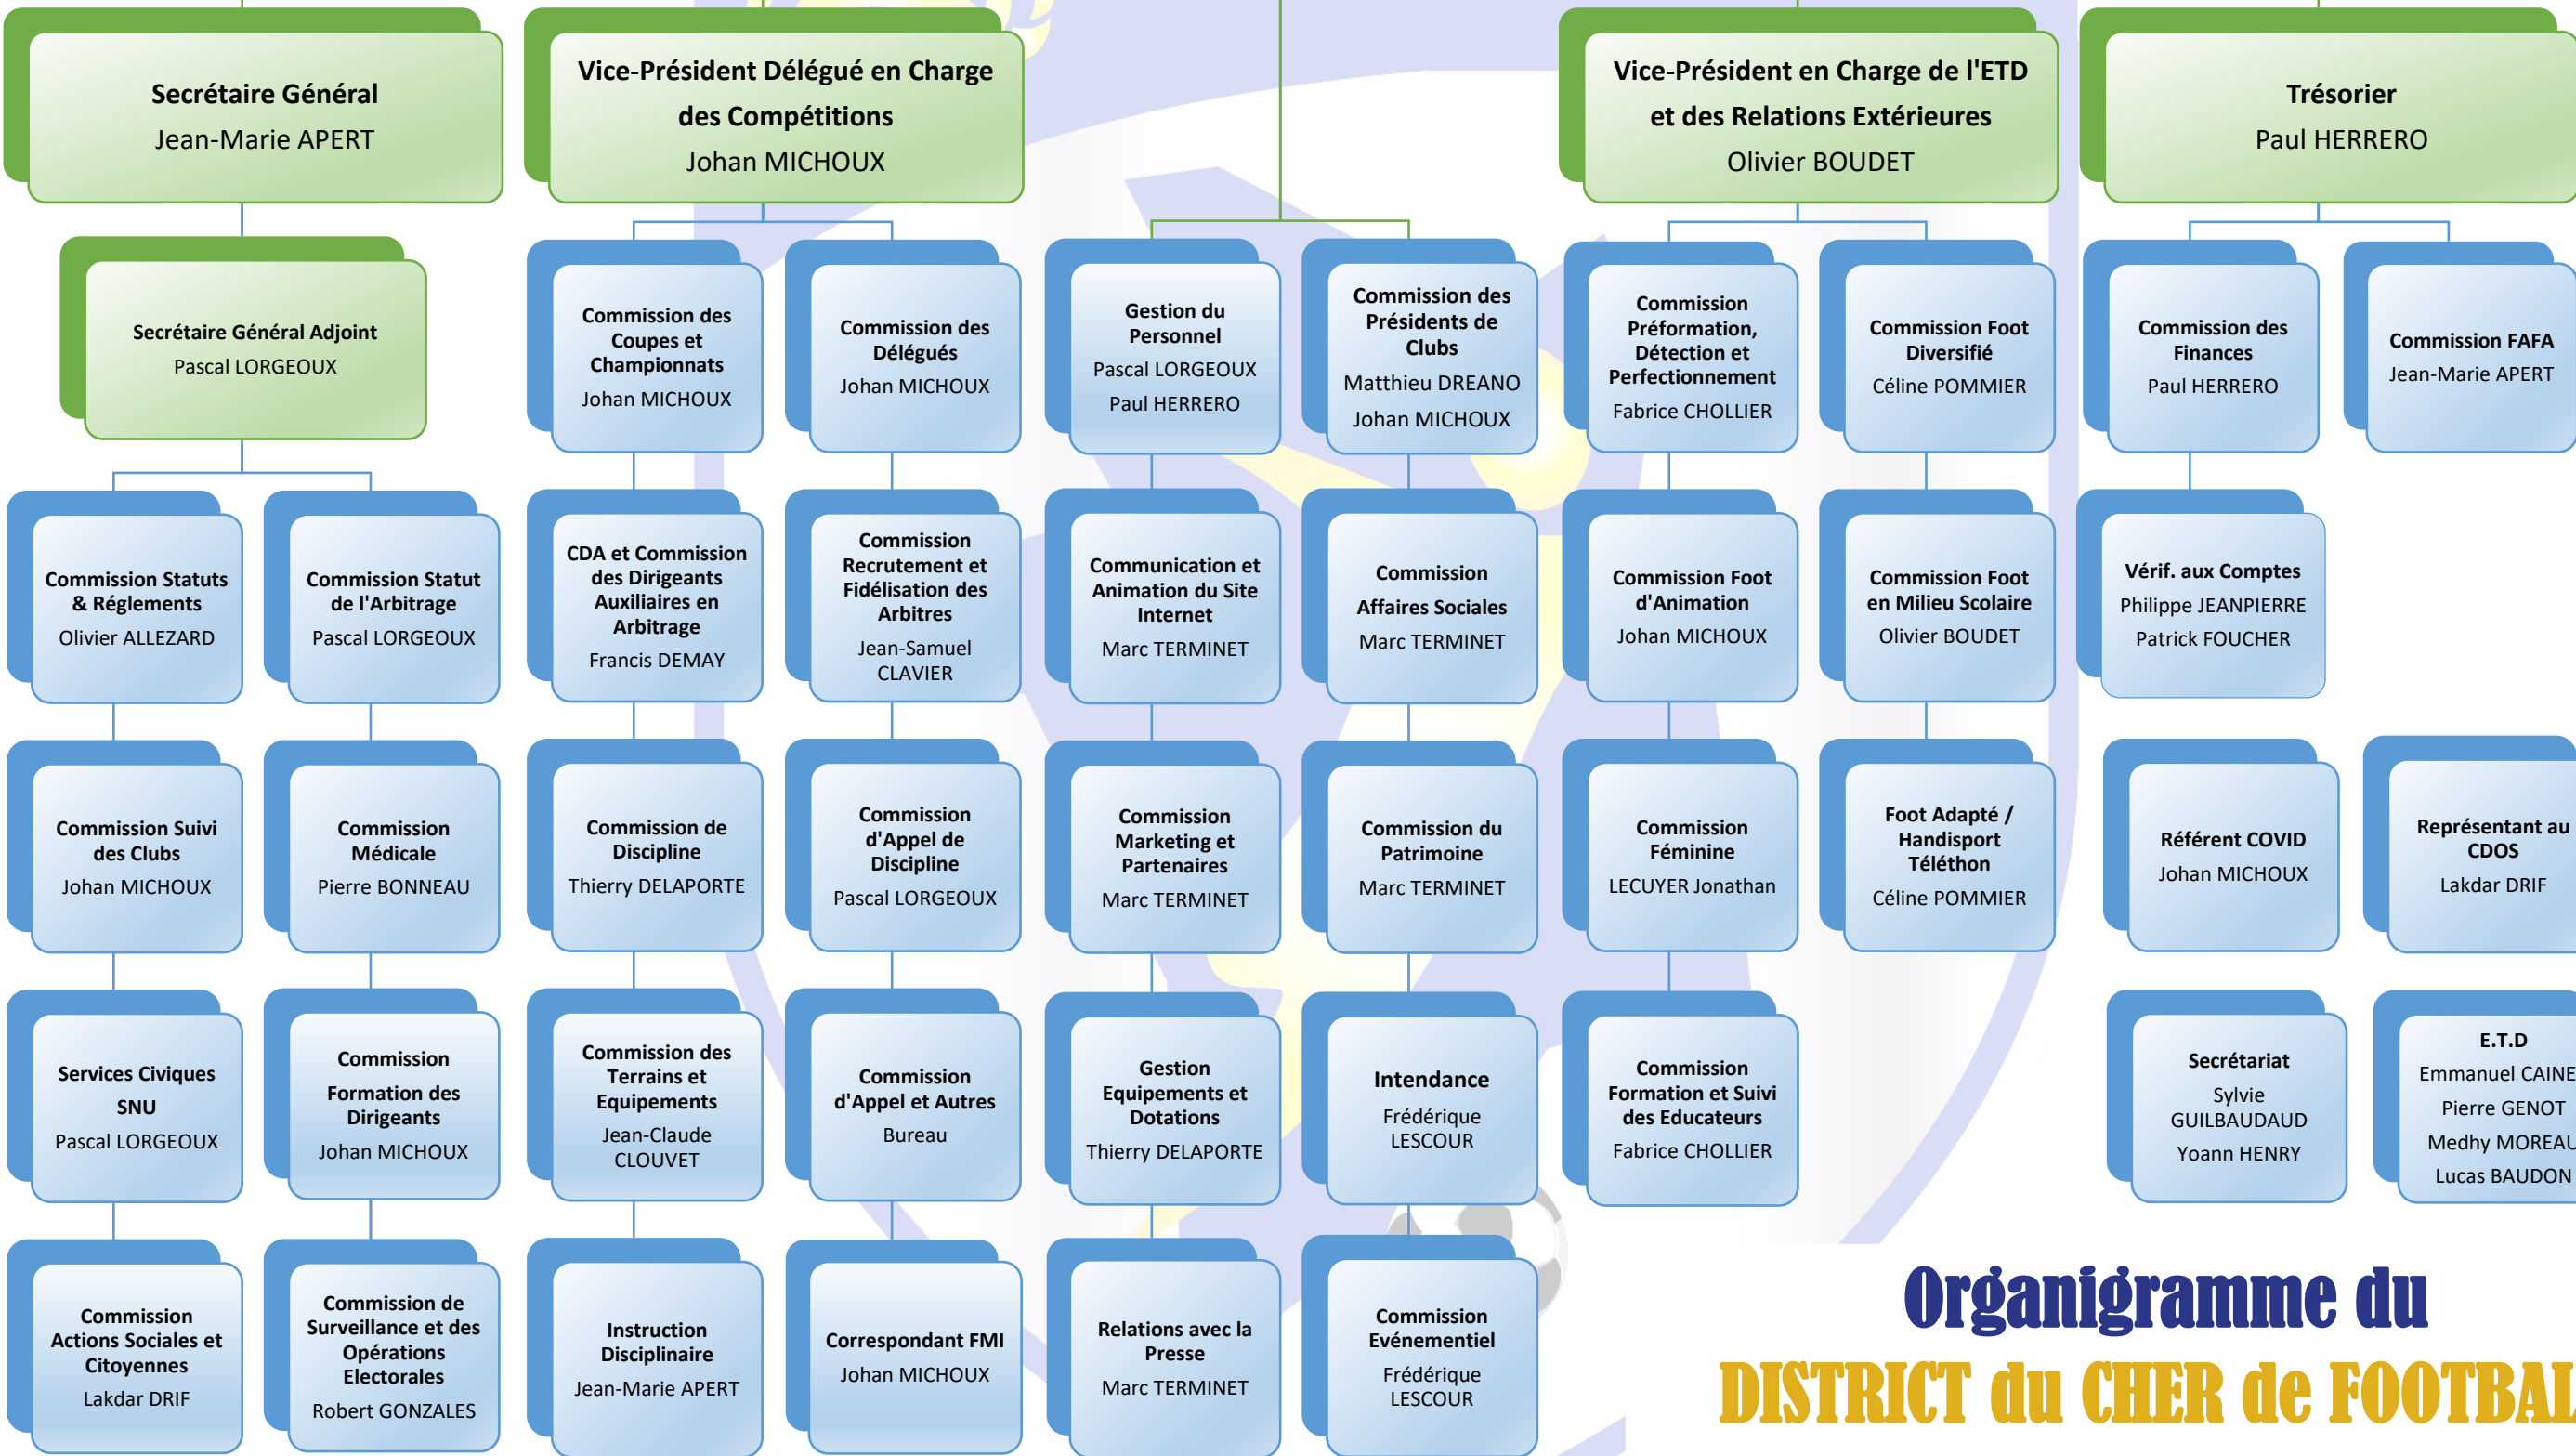 Secrétaire Général
Jean-Marie APERT
Vice-Président Délégué en Charge
des Compétitions
Johan MICHOUX
Vice-Président en Charge de l'ETD
et des Relations Extérieures
Olivier BOUDET
Trésorier
Paul HERRERO
Secrétaire Général Adjoint
Pascal LORGEOUX
Commission des
Coupes et
Championnats
Johan MICHOUX
Commission des
Délégués
Johan MICHOUX
Gestion du
Personnel
Pascal LORGEOUX
Paul HERRERO
Commission des
Présidents de
Clubs
Matthieu DREANO
Johan MICHOUX
Commission
Préformation,
Détection et
Perfectionnement
Fabrice CHOLLIER
Commission Foot
Diversifié
Céline POMMIER
Commission des
Finances
Paul HERRERO
Commission FAFA
Jean-Marie APERT
Commission Statuts
& Réglements
Olivier ALLEZARD
Commission Statut
de l'Arbitrage
Pascal LORGEOUX
CDA et Commission
des Dirigeants
Auxiliaires en
Arbitrage
Francis DEMAY
Commission
Recrutement et
Fidélisation des
Arbitres
Jean-Samuel
CLAVIER
Communication et
Animation du Site
Internet
Marc TERMINET
Commission
Affaires Sociales
Marc TERMINET
Commission Foot
d'Animation
Johan MICHOUX
Commission Foot
en Milieu Scolaire
Olivier BOUDET
Vérif. aux Comptes
Philippe JEANPIERRE
Patrick FOUCHER
Commission Suivi
des Clubs
Johan MICHOUX
Commission
Médicale
Pierre BONNEAU
Commission de
Discipline
Thierry DELAPORTE
Commission
d'Appel de
Discipline
Pascal LORGEOUX
Commission
Marketing et
Partenaires
Marc TERMINET
Commission du
Patrimoine
Marc TERMINET
Commission
Féminine
LECUYER Jonathan
Foot Adapté /
Handisport
Téléthon
Céline POMMIER
Référent COVID
Johan MICHOUX
Représentant au
CDOS
Lakdar DRIF
Services Civiques
SNU
Pascal LORGEOUX
Commission
Formation des
Dirigeants
Johan MICHOUX
Commission des
Terrains et
Equipements
Jean-Claude
CLOUVET
Commission
d'Appel et Autres
Bureau
Gestion
Equipements et
Dotations
Thierry DELAPORTE
Intendance
Frédérique
LESCOUR
Commission
Formation et Suivi
des Educateurs
Fabrice CHOLLIER
Secrétariat
Sylvie
GUILBAUDAUD
Yoann HENRY
E.T.D
Emmanuel CAINE
Pierre GENOT
Medhy MOREAU
Lucas BAUDON
Commission
Actions Sociales et
Citoyennes
Lakdar DRIF
Commission de
Surveillance et des
Opérations
Electorales
Robert GONZALES
Instruction
Disciplinaire
Jean-Marie APERT
Correspondant FMI
Johan MICHOUX
Relations avec la
Presse
Marc TERMINET
Commission
Evénementiel
Frédérique
LESCOUR
Organigramme du
DISTRICT du CHER de FOOTBAL